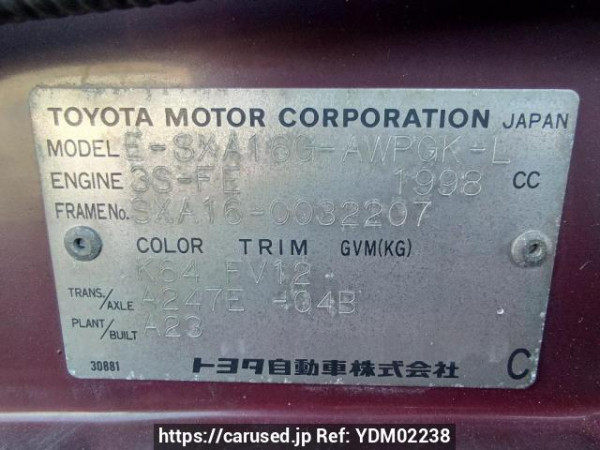 TOYOTA MOTOR CORPORATION JAPAN
MODEL E-SXA16G-AWPGK-L
ENGINE 3S-FE 1998 CC
FRAME No. SXA16-0032207
COLOR TRIM GVM(KG)
K64 FV12
TRANS./AXLE A247E -04B
PLANT/BUILT A23
30881 トヨタ自動車株式会社 C
https://carused.jp Ref: YDM02238